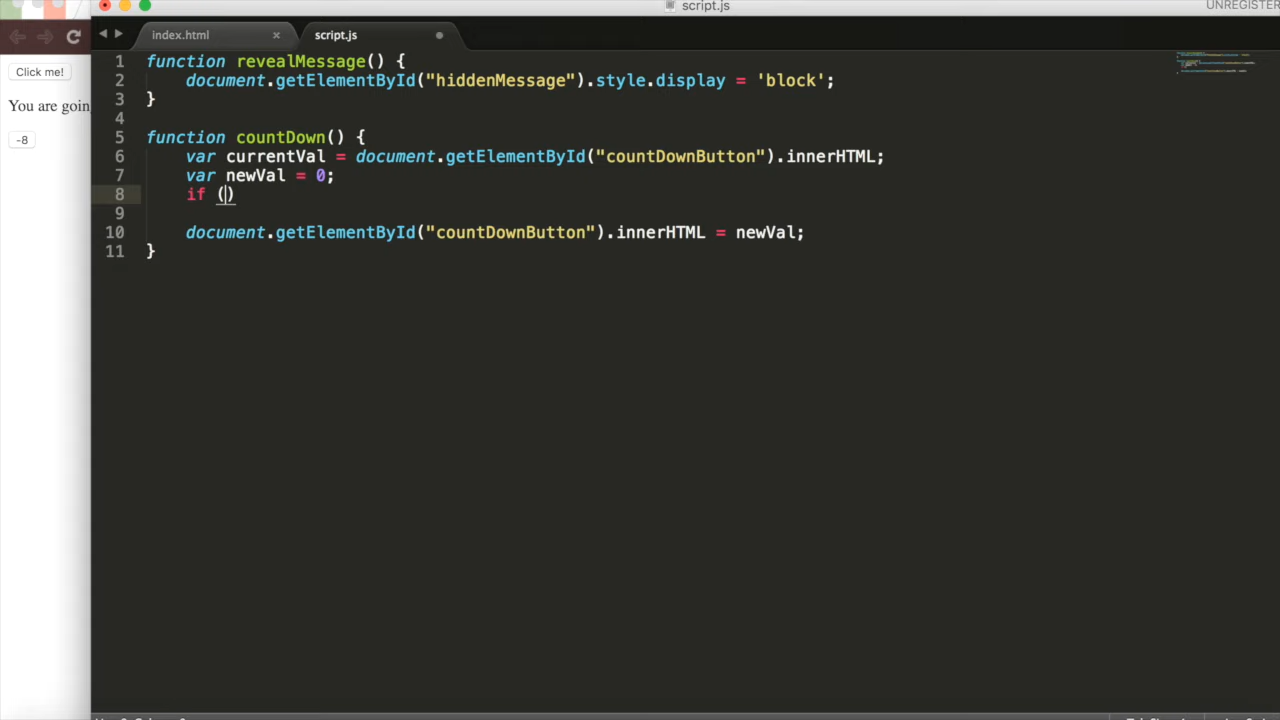 script.js
UNREGISTER
index.html × script.js
Click me!
You are goin
-8
1 function revealMessage() {
2 document.getElementById("hiddenMessage").style.display = 'block';
3 }
4
5 function countDown() {
6 var currentVal = document.getElementById("countDownButton").innerHTML;
7 var newVal = 0;
8 if ()
9
10 document.getElementById("countDownButton").innerHTML = newVal;
11 }